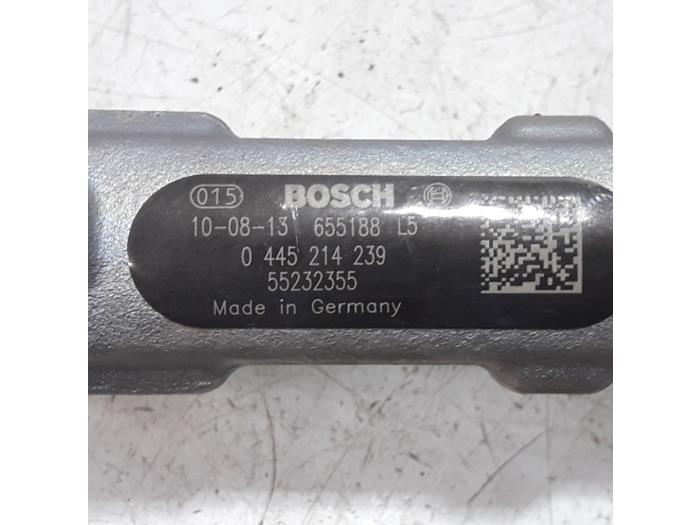 015 BOSCH
10-08-13 655188 L5
0 445 214 239
55232355
Made in Germany